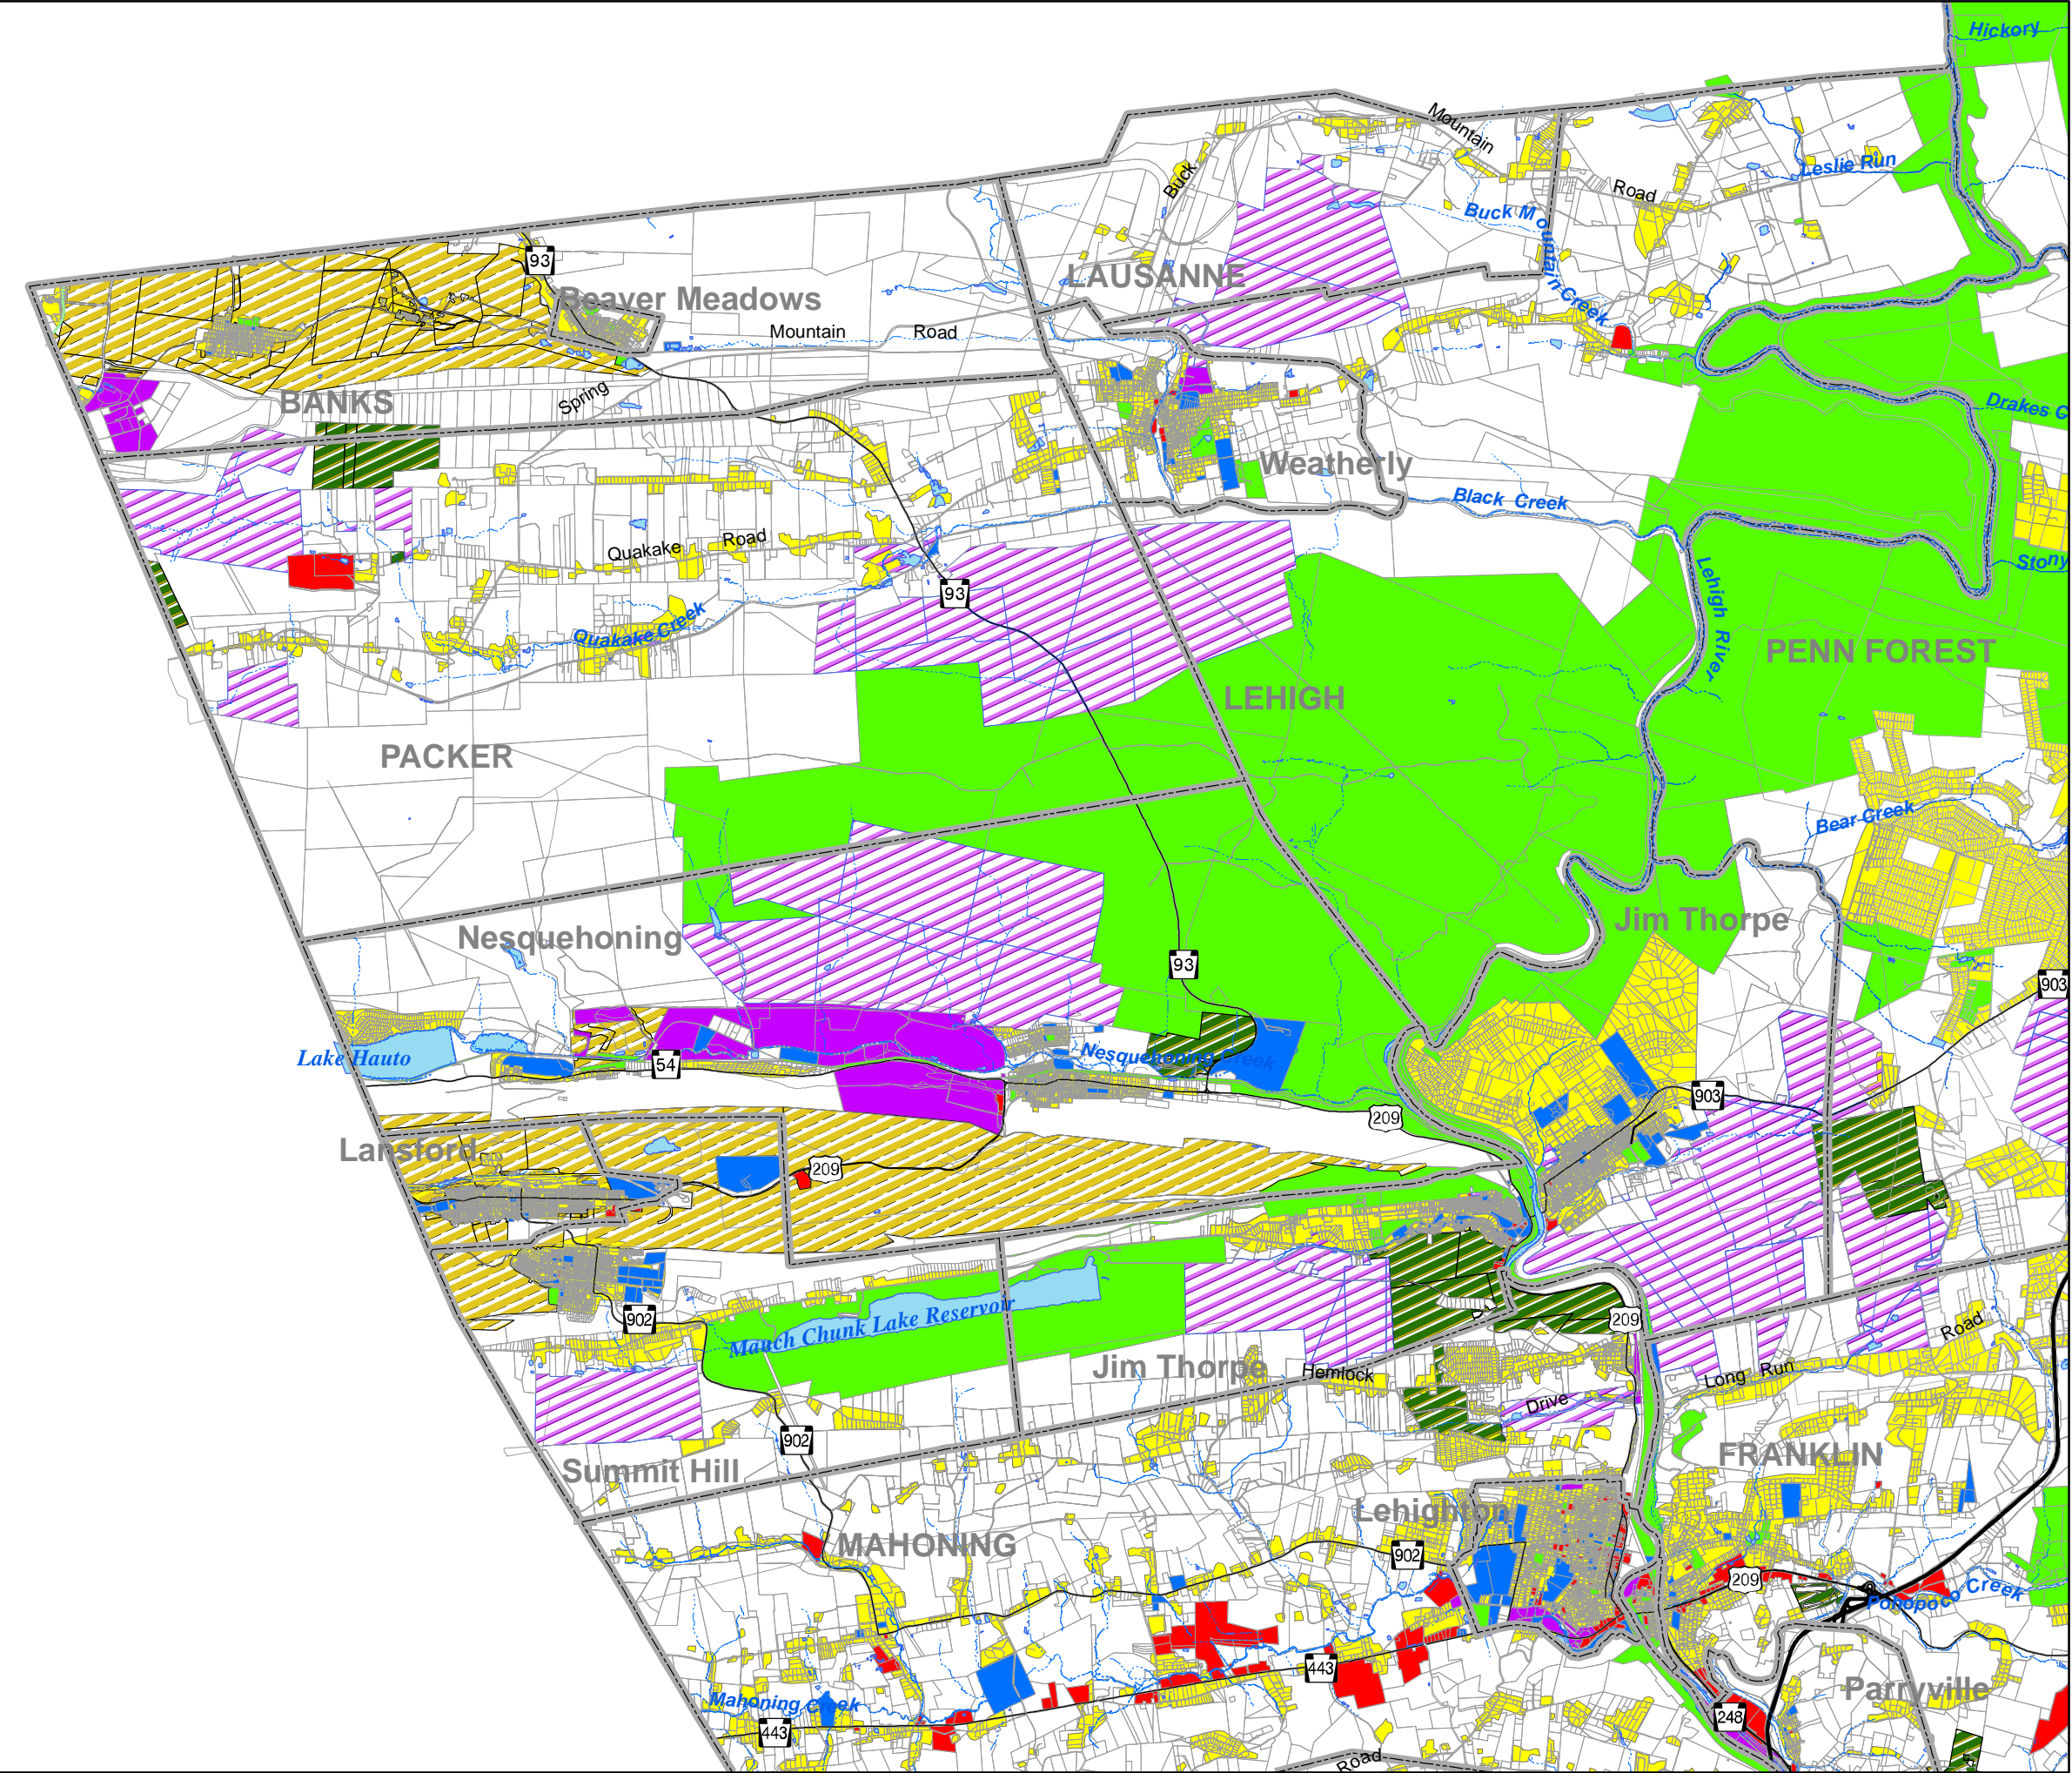 Hickory
Mountain
Leslie Run
Buck
Road
Buck Mountain Creek
93
LAUSANNE
Beaver Meadows
Mountain Road
BANKS
Spring
Drakes C
Weatherly
Black Creek
Quakake Road
Stony
93
Lehigh River
Quakake Creek
PENN FOREST
LEHIGH
PACKER
Bear Creek
Jim Thorpe
Nesquehoning
93
903
Lake Hauto
54
Nesquehoning Creek
903
209
Lansford
209
902
Mauch Chunk Lake Reservoir
209
Road
Jim Thorpe
Hemlock
Long Run
Drive
902
Summit Hill
FRANKLIN
Lehighton
MAHONING
902
209
Pohopoco Creek
443
Parryville
Mahoning Creek
443
248
Road